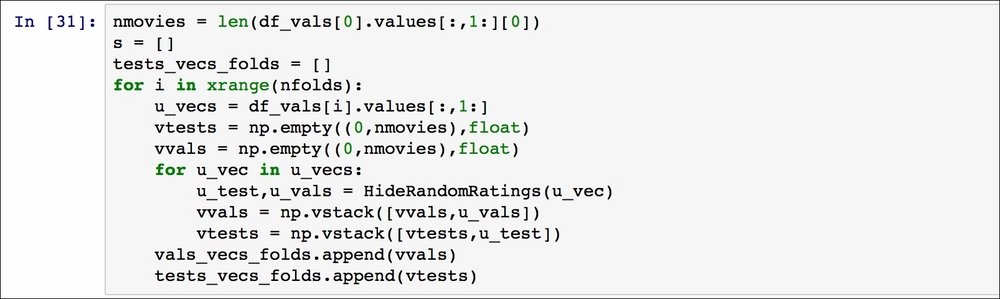 In [31]: nmovies = len(df_vals[0].values[:,1:][0])
s = []
tests_vecs_folds = []
for i in xrange(nfolds):
    u_vecs = df_vals[i].values[:,1:]
    vtests = np.empty((0,nmovies),float)
    vvals = np.empty((0,nmovies),float)
    for u_vec in u_vecs:
        u_test,u_vals = HideRandomRatings(u_vec)
        vvals = np.vstack([vvals,u_vals])
        vtests = np.vstack([vtests,u_test])
    vals_vecs_folds.append(vvals)
    tests_vecs_folds.append(vtests)